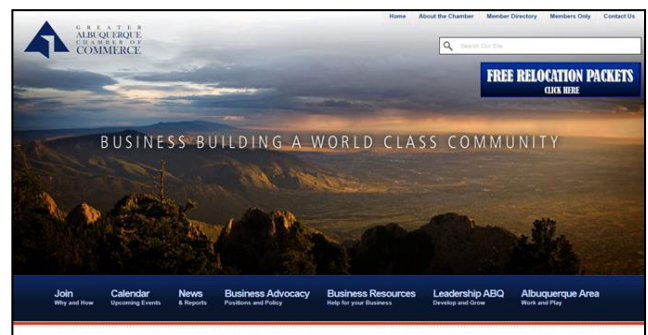 Home About the Chamber Member Directory Members Only Contact Us
GREATER
ALBUQUERQUE
CHAMBER OF
COMMERCE
Search Our Site
FREE RELOCATION PACKETS
CLICK HERE
BUSINESS BUILDING A WORLD CLASS COMMUNITY
Join Calendar News Business Advocacy Business Resources Leadership ABQ Albuquerque Area
Why and How Upcoming Events & Reports Positions and Policy Help for your Business Develop and Grow Work and Play